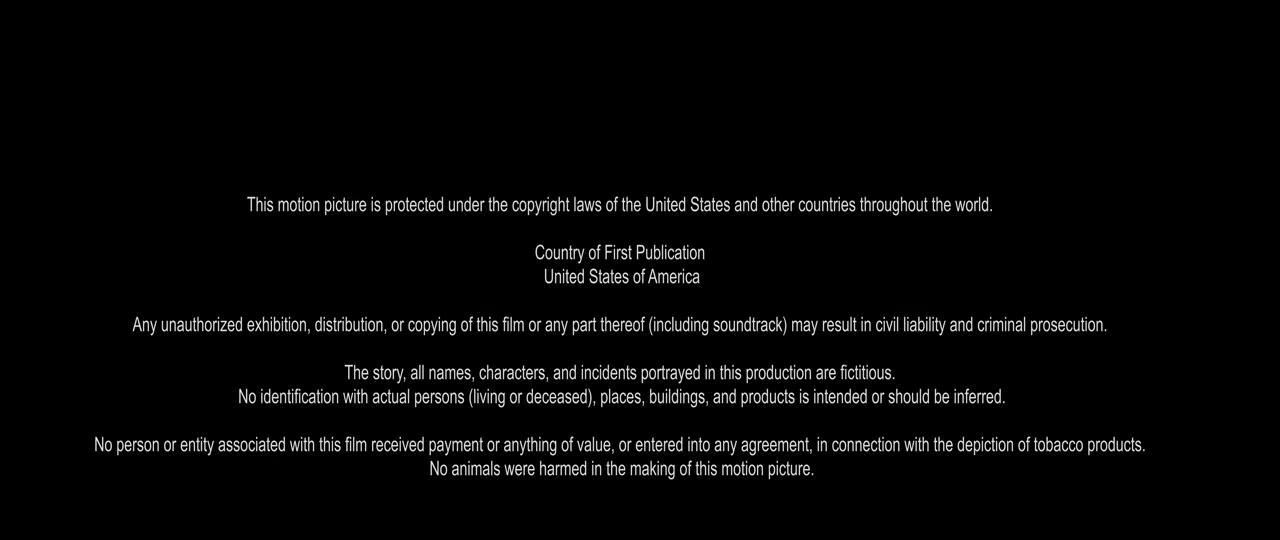 This motion picture is protected under the copyright laws of the United States and other countries throughout the world.
Country of First Publication
United States of America
Any unauthorized exhibition, distribution, or copying of this film or any part thereof (including soundtrack) may result in civil liability and criminal prosecution.
The story, all names, characters, and incidents portrayed in this production are fictitious.
No identification with actual persons (living or deceased), places, buildings, and products is intended or should be inferred.
No person or entity associated with this film received payment or anything of value, or entered into any agreement, in connection with the depiction of tobacco products.
No animals were harmed in the making of this motion picture.